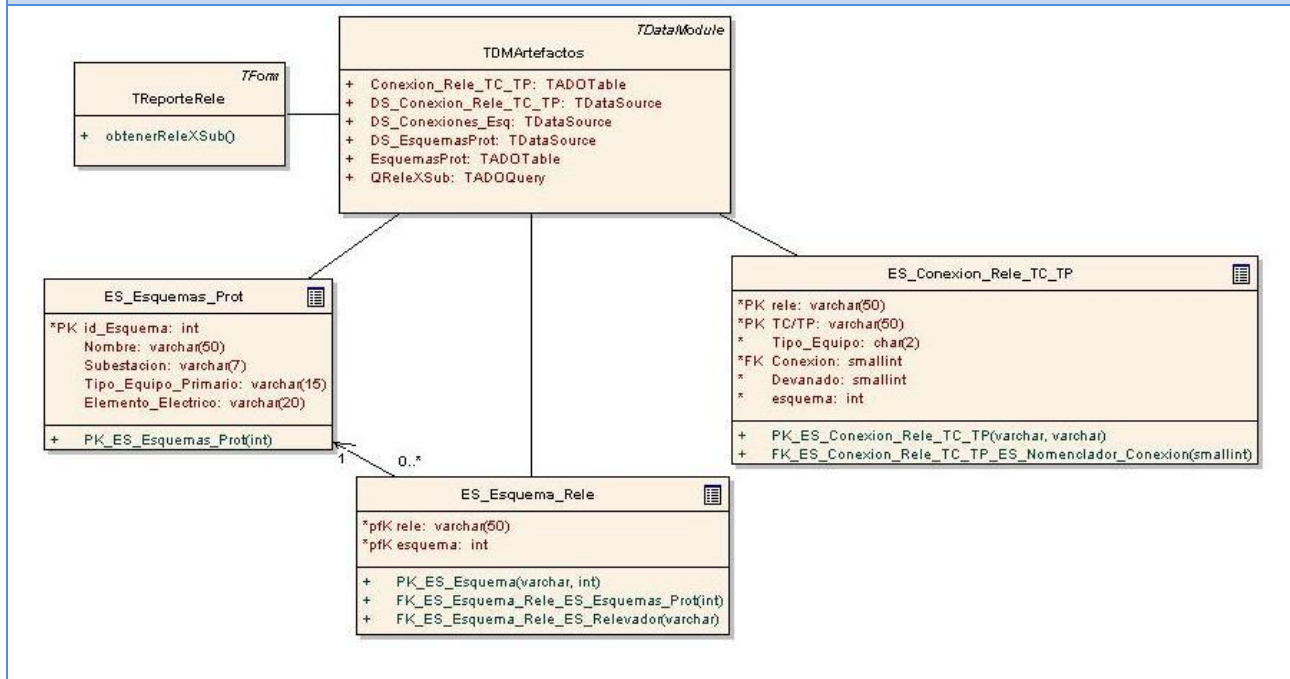 TForm
TReporteRele
+ obtenerReleXSub()
TDataModule
TDMArtefactos
+ Conexion_Rele_TC_TP: TADOTable
+ DS_Conexion_Rele_TC_TP: TDataSource
+ DS_Conexiones_Esq: TDataSource
+ DS_EsquemasProt: TDataSource
+ EsquemasProt: TADOTable
+ QReleXSub: TADOQuery
ES_Esquemas_Prot
*PK id_Esquema: int
Nombre: varchar(50)
Subestacion: varchar(7)
Tipo_Equipo_Primario: varchar(15)
Elemento_Electrico: varchar(20)
+ PK_ES_Esquemas_Prot(int)
ES_Conexion_Rele_TC_TP
*PK rele: varchar(50)
*PK TC/TP: varchar(50)
* Tipo_Equipo: char(2)
*FK Conexion: smallint
* Devanado: smallint
* esquema: int
+ PK_ES_Conexion_Rele_TC_TP(varchar, varchar)
+ FK_ES_Conexion_Rele_TC_TP_ES_Nomenclador_Conexion(smallint)
1
0..*
ES_Esquema_Rele
*pfK rele: varchar(50)
*pfK esquema: int
+ PK_ES_Esquema(varchar, int)
+ FK_ES_Esquema_Rele_ES_Esquemas_Prot(int)
+ FK_ES_Esquema_Rele_ES_Relevador(varchar)